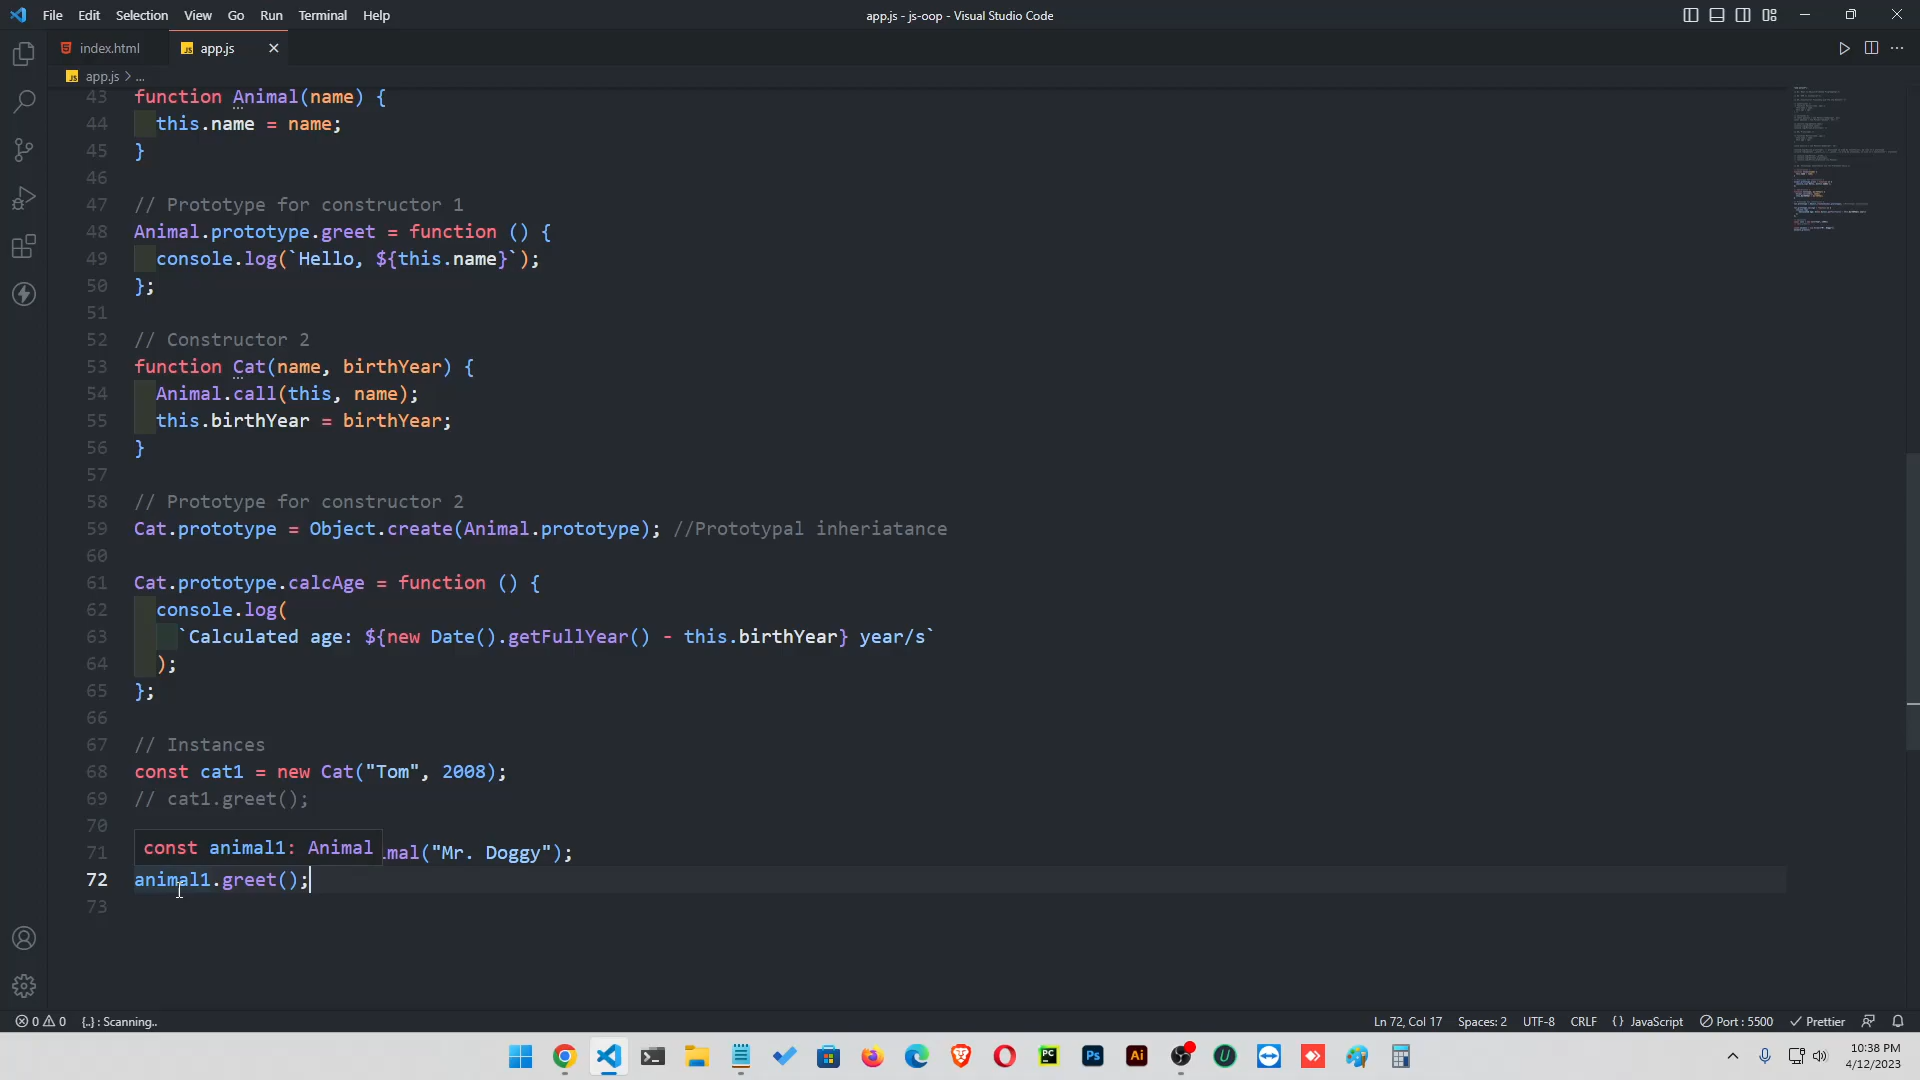 File Edit Selection View Go Run Terminal Help
app.js - js-oop - Visual Studio Code
index.html
JS app.js
JS app.js > ...
43 function Animal(name) {
44 this.name = name;
45 }
46
47 // Prototype for constructor 1
48 Animal.prototype.greet = function () {
49 console.log(`Hello, ${this.name}`);
50 };
51
52 // Constructor 2
53 function Cat(name, birthYear) {
54 Animal.call(this, name);
55 this.birthYear = birthYear;
56 }
57
58 // Prototype for constructor 2
59 Cat.prototype = Object.create(Animal.prototype); //Prototypal inheriatance
60
61 Cat.prototype.calcAge = function () {
62 console.log(
63 `Calculated age: ${new Date().getFullYear() - this.birthYear} year/s`
64 );
65 };
66
67 // Instances
68 const cat1 = new Cat("Tom", 2008);
69 // cat1.greet();
70
const animal1: Animal
71 imal("Mr. Doggy");
72 animal1.greet();
73
0 0 {..} : Scanning..
Ln 72, Col 17 Spaces: 2 UTF-8 CRLF {} JavaScript Port : 5500 Prettier
PC Ps Ai U
10:38 PM
4/12/2023